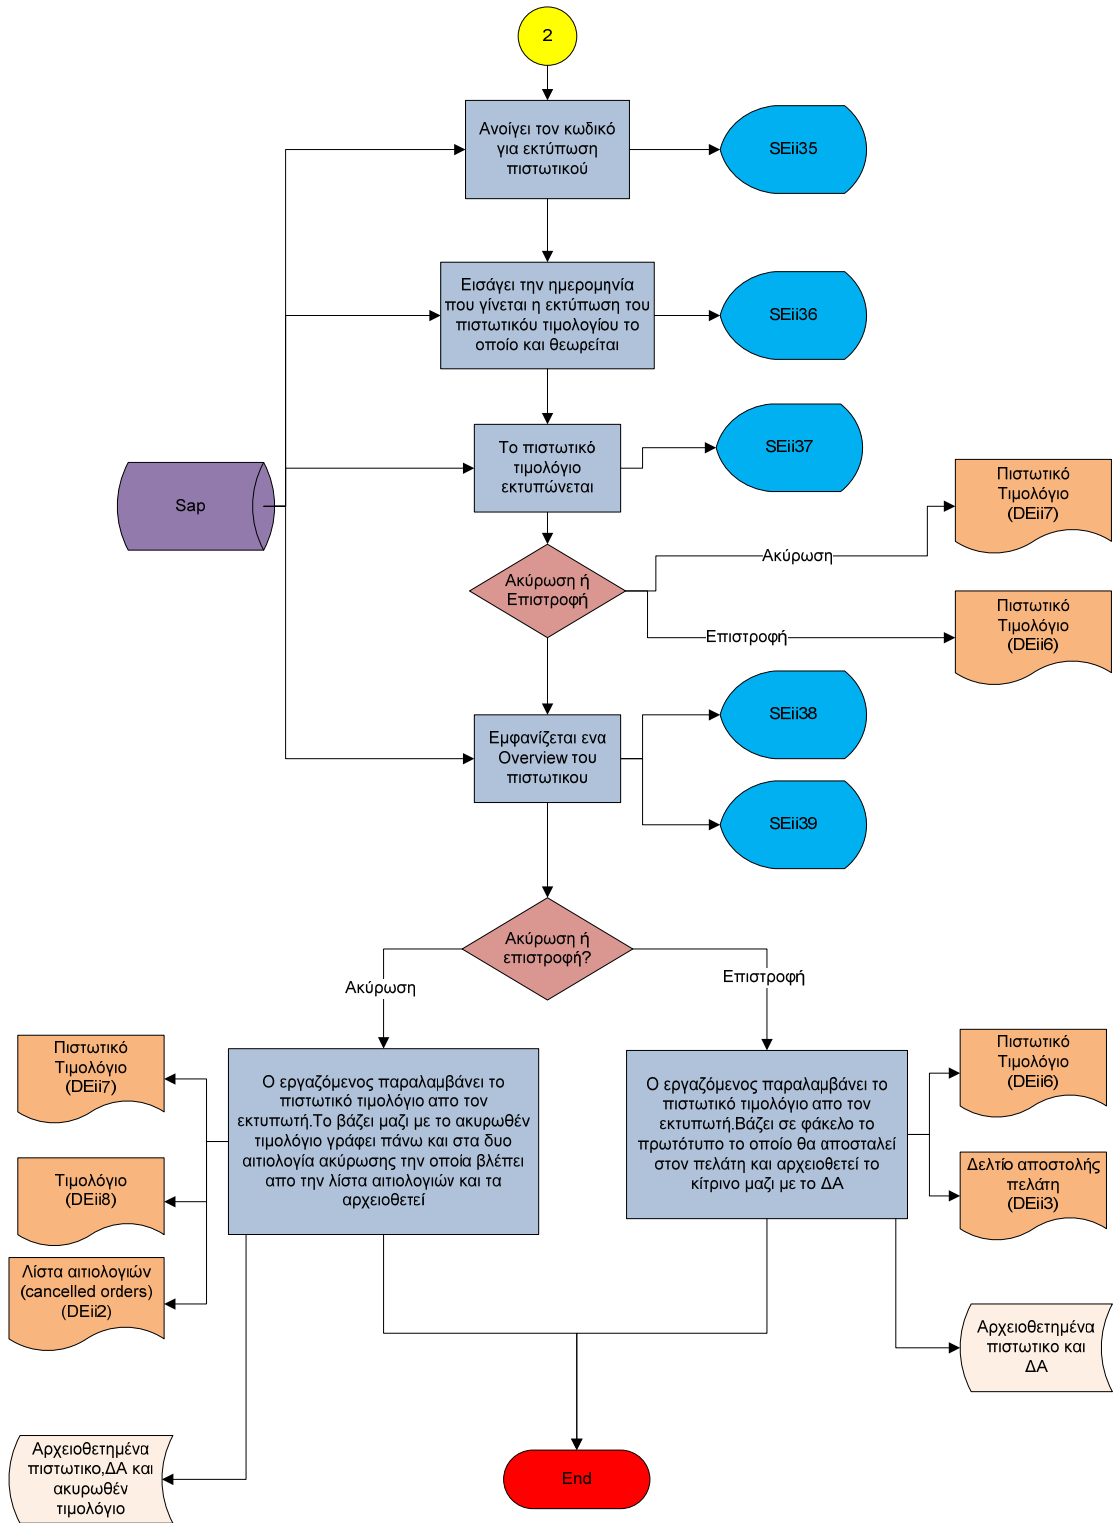 2
Ανοίγει τον κωδικό
για εκτύπωση
πιστωτικού
SEii35
Εισάγει την ημερομηνία
που γίνεται η εκτύπωση του
πιστωτικόυ τιμολογίου το
οποίο και θεωρείται
SEii36
Το πιστωτικό
τιμολόγιο
εκτυπώνεται
SEii37
Sap
Πιστωτικό
Τιμολόγιο
(DEii7)
Ακύρωση ή
Επιστροφή
Ακύρωση
Επιστροφή
Πιστωτικό
Τιμολόγιο
(DEii6)
Εμφανίζεται ενα
Overview του
πιστωτικου
SEii38
SEii39
Ακύρωση ή
επιστροφή?
Ακύρωση
Επιστροφή
Πιστωτικό
Τιμολόγιο
(DEii7)
Τιμολόγιο
(DEii8)
Λίστα αιτιολογιών
(cancelled orders)
(DEii2)
Ο εργαζόμενος παραλαμβάνει το
πιστωτικό τιμολόγιο απο τον
εκτυπωτή.Το βάζει μαζι με το ακυρωθέν
τιμολόγιο γράφει πάνω και στα δυο
αιτιολογία ακύρωσης την οποία βλέπει
απο την λίστα αιτιολογιών και τα
αρχειοθετεί
Ο εργαζόμενος παραλαμβάνει το
πιστωτικό τιμολόγιο απο τον
εκτυπωτή.Βάζει σε φάκελο το
πρωτότυπο το οποίο θα αποσταλεί
στον πελάτη και αρχειοθετεί το
κίτρινο μαζι με το ΔΑ
Πιστωτικό
Τιμολόγιο
(DEii6)
Δελτίο αποστολής
πελάτη
(DEii3)
Αρχειοθετημένα
πιστωτικο και
ΔΑ
Αρχειοθετημένα
πιστωτικο,ΔΑ και
ακυρωθέν
τιμολόγιο
End